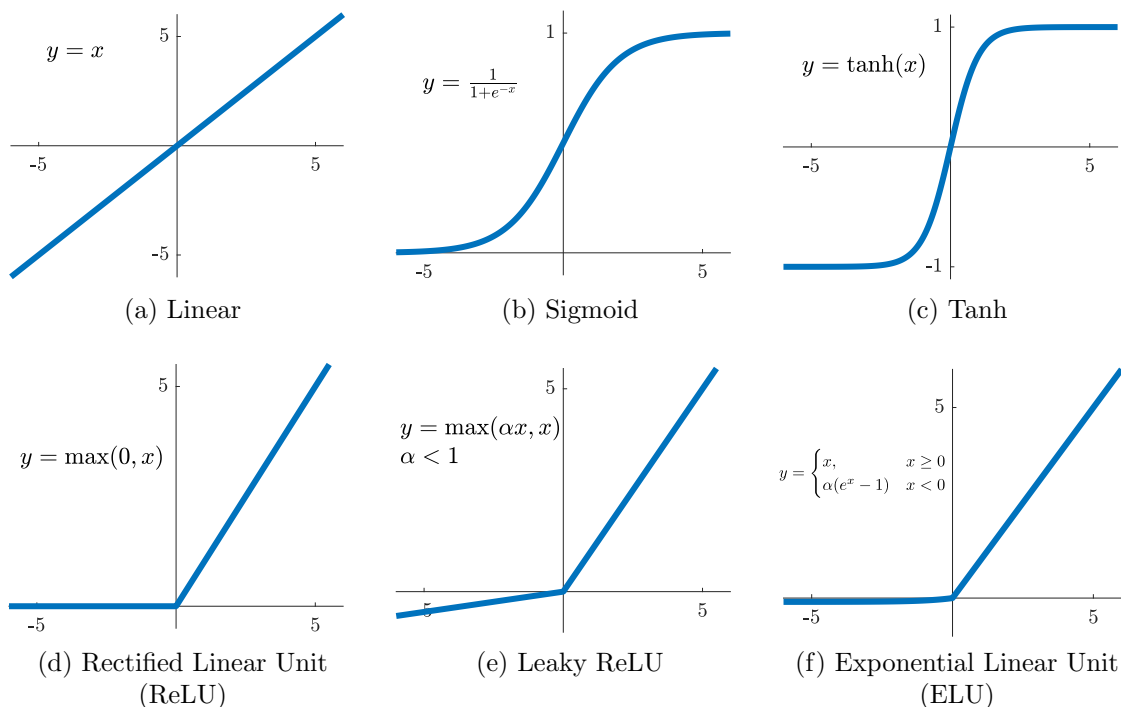 y = x
5
-5
5
-5
(a) Linear
y = \frac{1}{1+e^{-x}}
1
-5
5
(b) Sigmoid
y = tanh(x)
1
-5
5
-1
(c) Tanh
5
y = max(0, x)
-5
5
(d) Rectified Linear Unit
(ReLU)
5
y = max(αx, x)
α < 1
-5
5
(e) Leaky ReLU
5
y = { x, x ≥ 0
α(e^x − 1) x < 0
-5
5
(f) Exponential Linear Unit
(ELU)